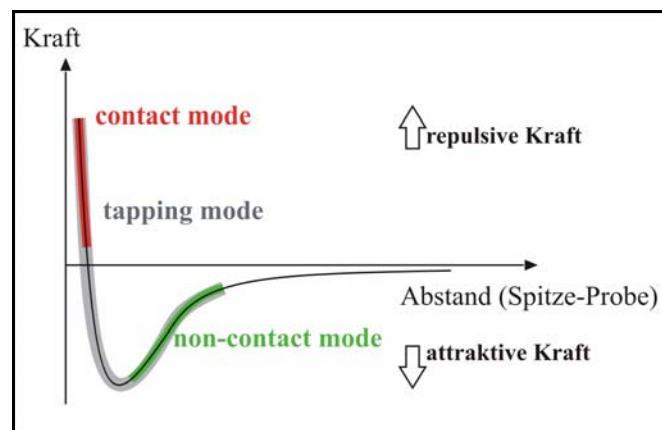 Kraft
contact mode
repulsive Kraft
tapping mode
Abstand (Spitze-Probe)
non-contact mode
attraktive Kraft